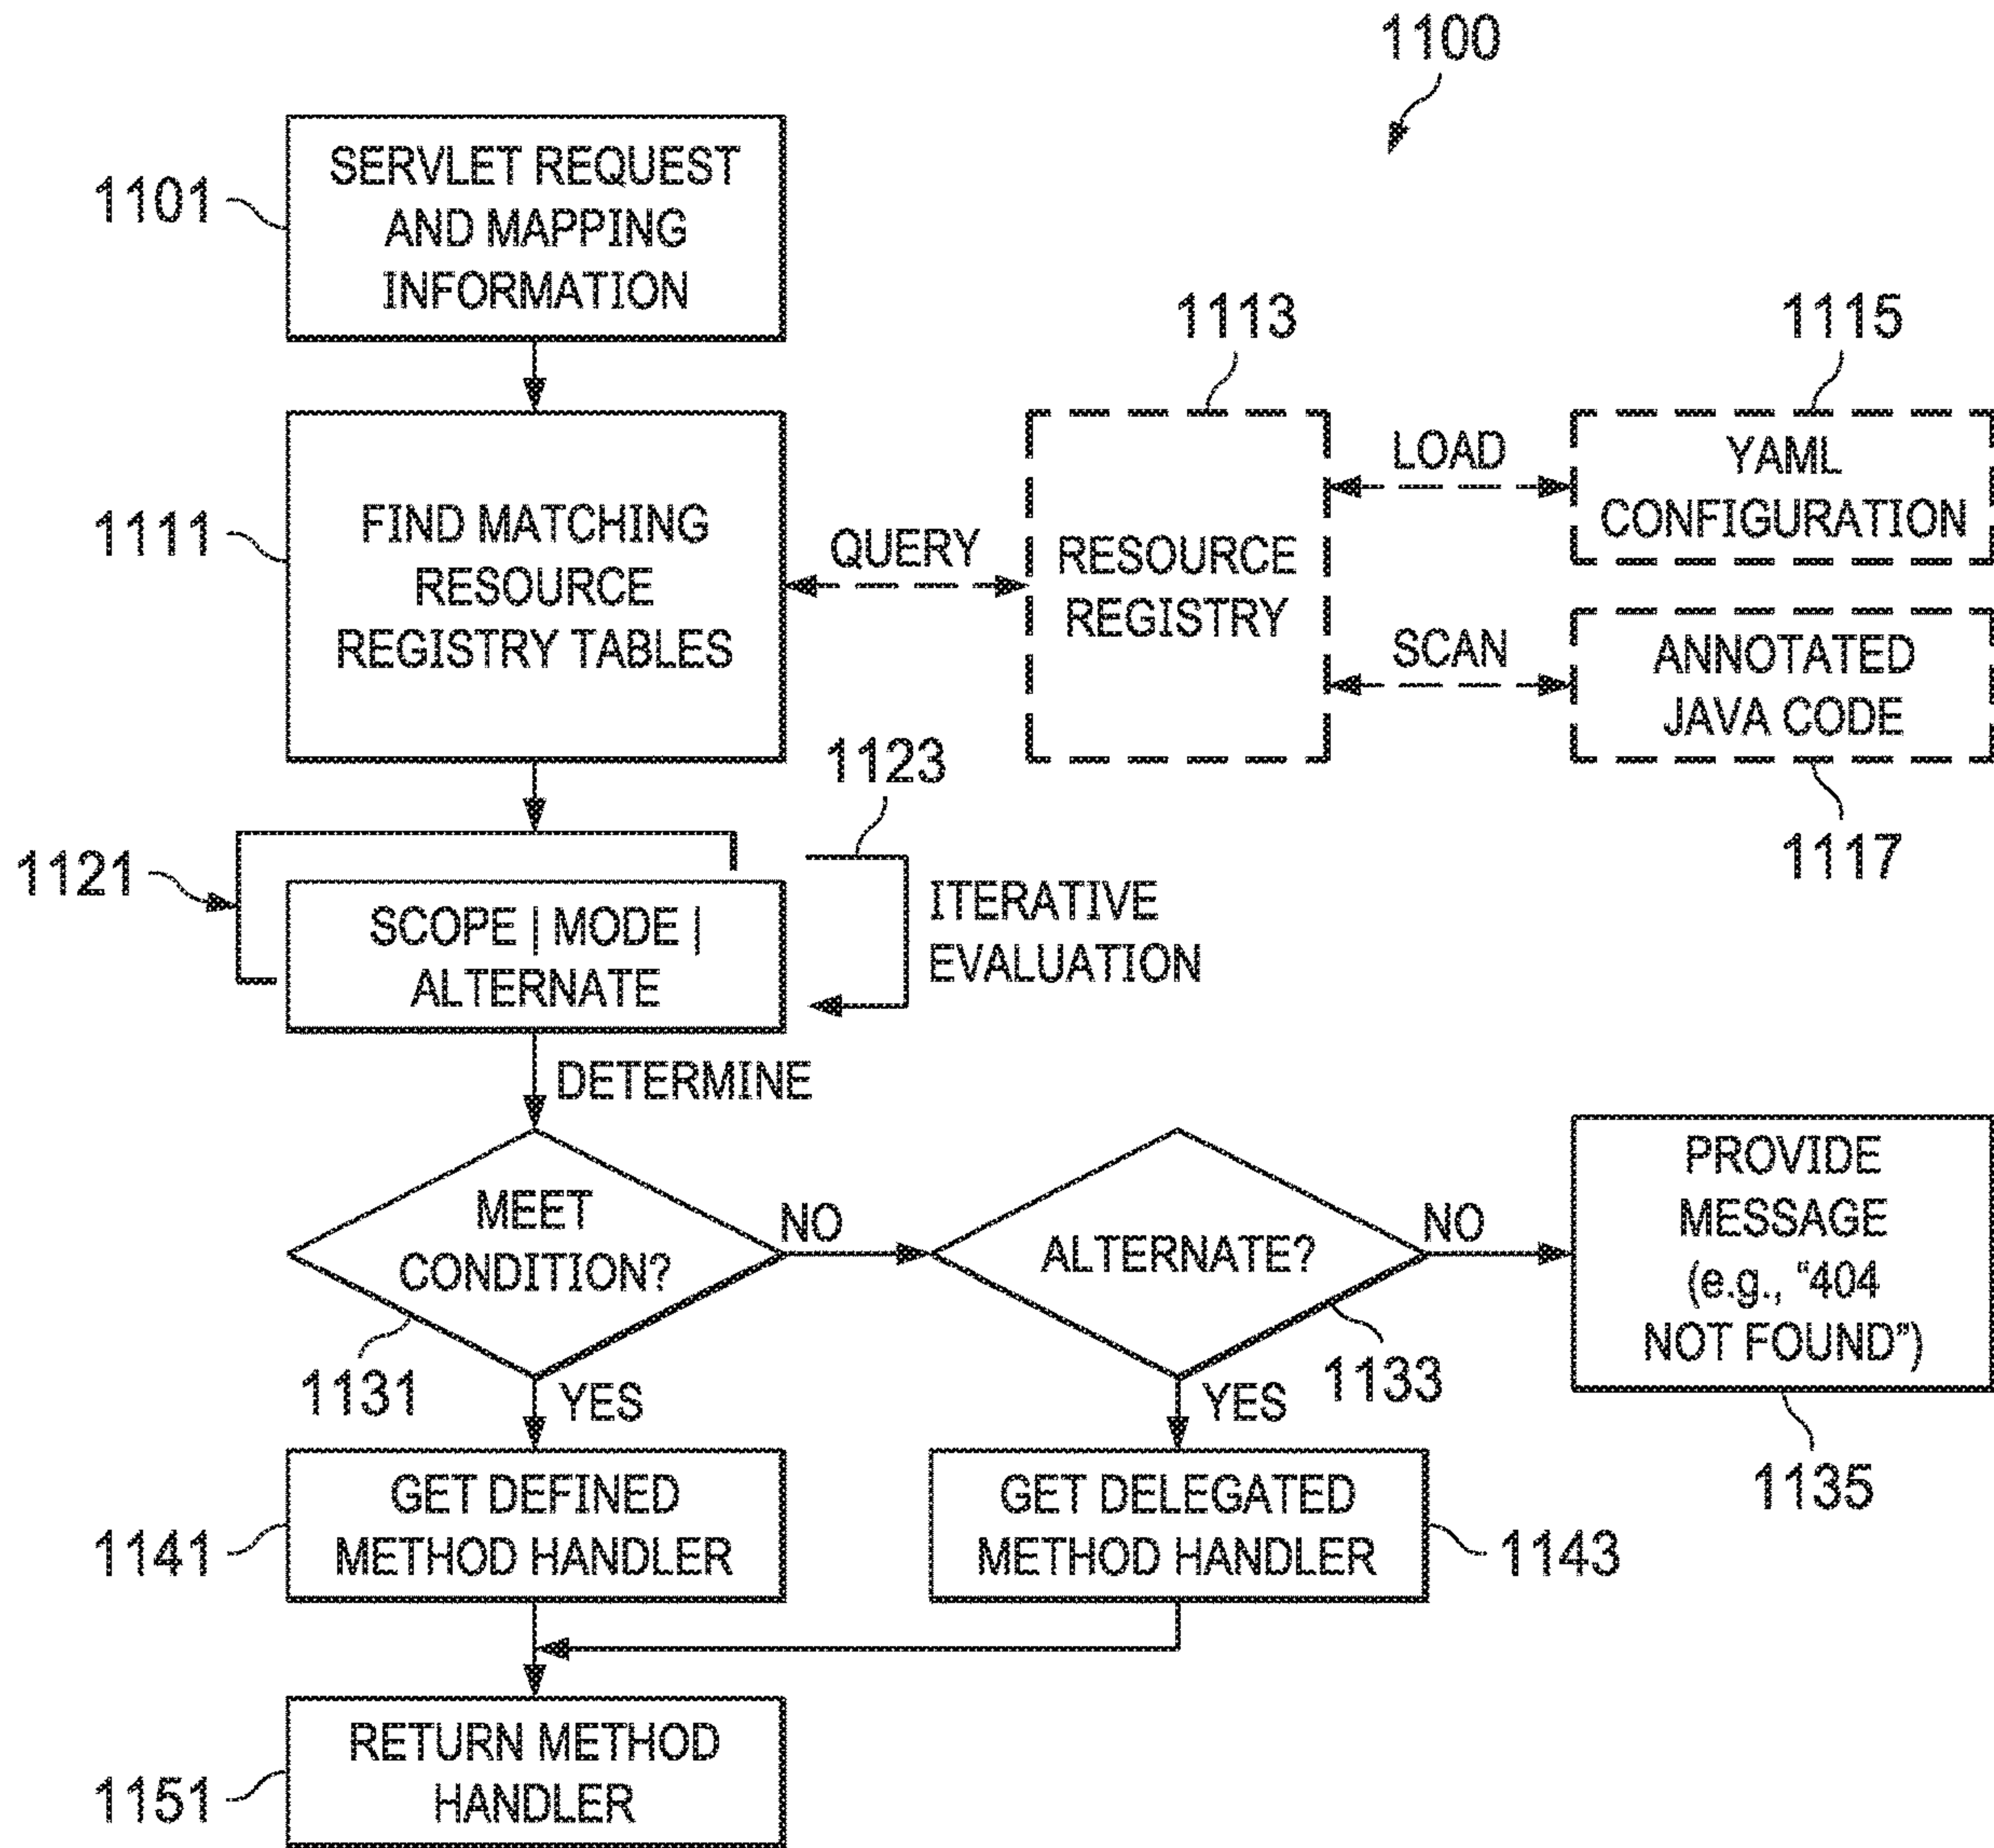 1100
1101
SERVLET REQUEST
AND MAPPING
INFORMATION
1113
1115
1111
FIND MATCHING
RESOURCE
REGISTRY TABLES
QUERY
RESOURCE
REGISTRY
LOAD
YAML
CONFIGURATION
SCAN
ANNOTATED
JAVA CODE
1117
1123
1121
SCOPE | MODE |
ALTERNATE
ITERATIVE
EVALUATION
DETERMINE
MEET
CONDITION?
NO
ALTERNATE?
NO
PROVIDE
MESSAGE
(e.g., “404
NOT FOUND”)
1131
YES
1133
YES
1135
1141
GET DEFINED
METHOD HANDLER
GET DELEGATED
METHOD HANDLER
1143
1151
RETURN METHOD
HANDLER